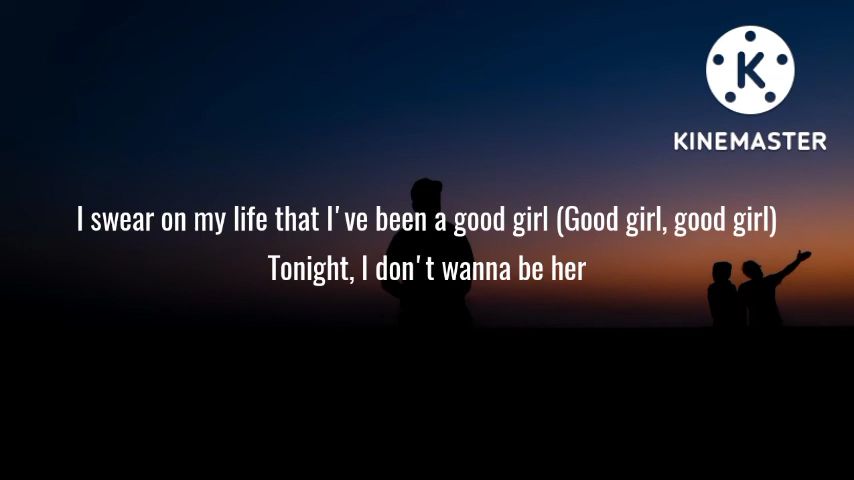 KINEMASTER
I swear on my life that I've been a good girl (Good girl, good girl)
Tonight, I don't wanna be her